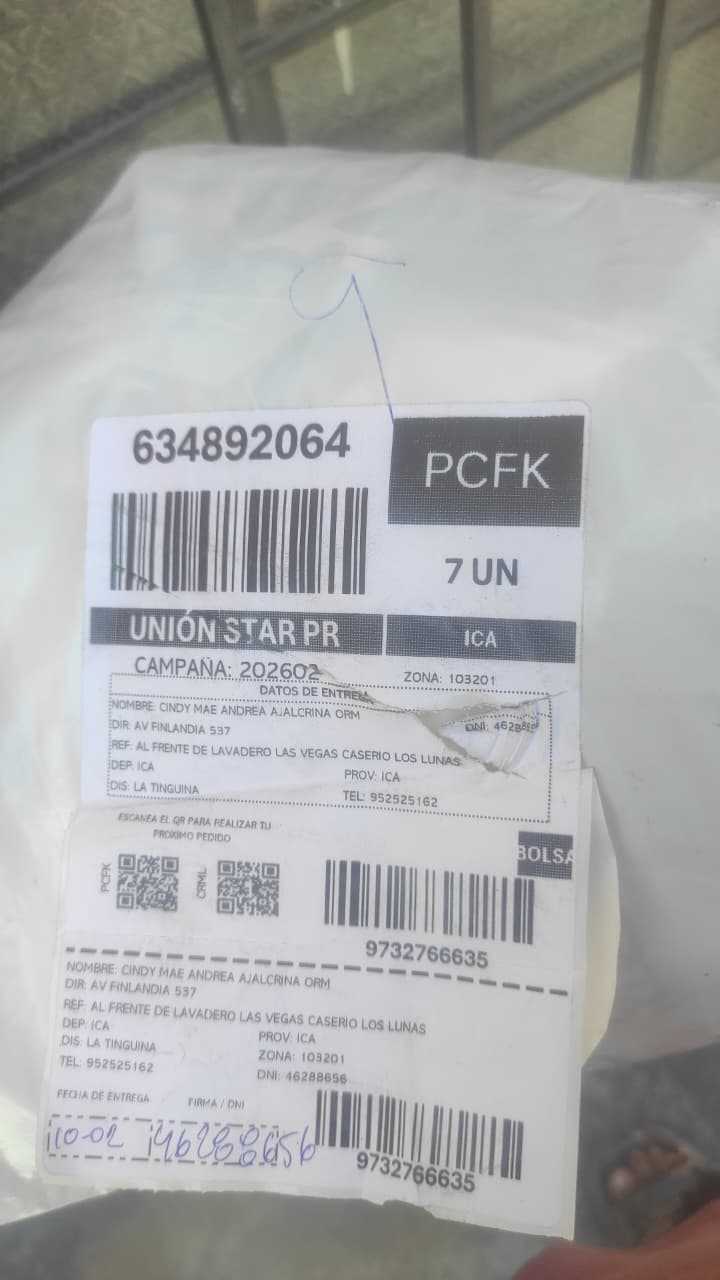 634892064
PCFK
7 UN
UNIÓN STAR PR
ICA
CAMPAÑA: 202602
ZONA: 103201
DATOS DE ENTREGA
NOMBRE: CINDY MAE ANDREA AJALCRINA ORM
DNI: 46288656
DIR: AV FINLANDIA 537
REF: AL FRENTE DE LAVADERO LAS VEGAS CASERIO LOS LUNAS
DEP: ICA
PROV: ICA
DIS: LA TINGUINA
TEL: 952525162
ESCANEA EL QR PARA REALIZAR TU
PROXIMO PEDIDO
BOLSA
PCFK
CRML
9732766635
NOMBRE: CINDY MAE ANDREA AJALCRINA ORM
DIR: AV FINLANDIA 537
REF: AL FRENTE DE LAVADERO LAS VEGAS CASERIO LOS LUNAS
DEP: ICA
PROV: ICA
DIS: LA TINGUINA
ZONA: 103201
TEL: 952525162
DNI: 46288656
FECHA DE ENTREGA
FIRMA / DNI
10-02
46288656
9732766635